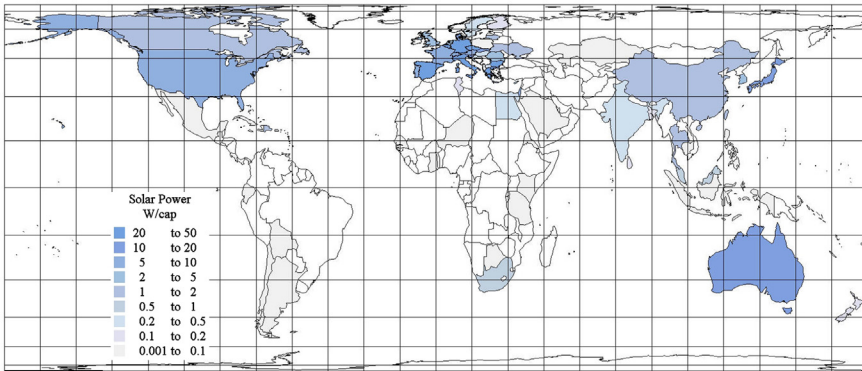 Solar Power
W/cap
20 to 50
10 to 20
5 to 10
2 to 5
1 to 2
0.5 to 1
0.2 to 0.5
0.1 to 0.2
0.001 to 0.1